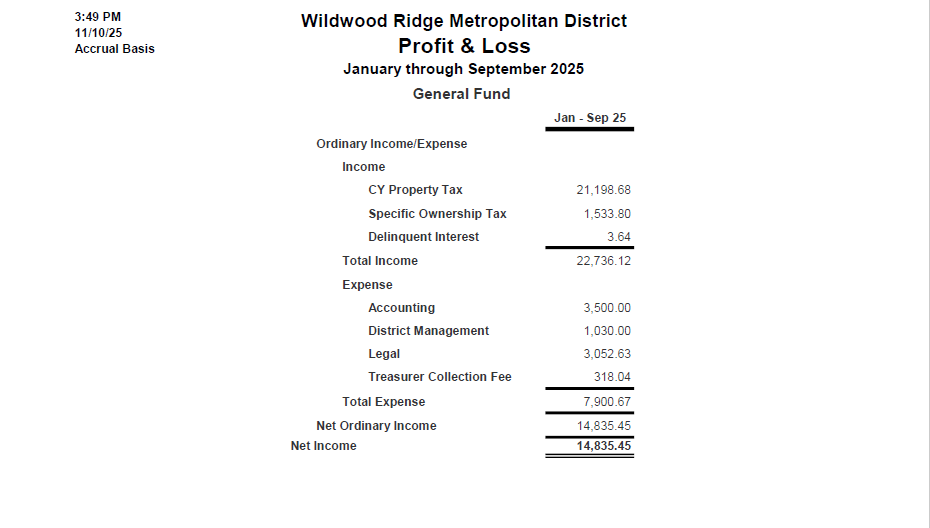 3:49 PM
11/10/25
Accrual Basis
Wildwood Ridge Metropolitan District
Profit & Loss
January through September 2025
General Fund
Jan - Sep 25
Ordinary Income/Expense
Income
CY Property Tax 21,198.68
Specific Ownership Tax 1,533.80
Delinquent Interest 3.64
Total Income 22,736.12
Expense
Accounting 3,500.00
District Management 1,030.00
Legal 3,052.63
Treasurer Collection Fee 318.04
Total Expense 7,900.67
Net Ordinary Income 14,835.45
Net Income 14,835.45